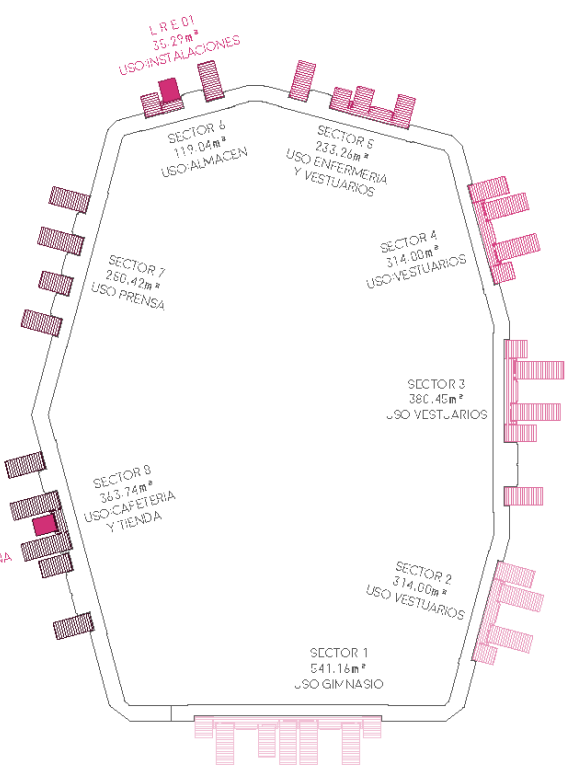 L R E 01
35.29m²
USO:INSTALACIONES
SECTOR 6
119.04m²
USO:ALMACEN
SECTOR 5
233.26m²
USO ENFERMERIA
Y VESTUARIOS
SECTOR 7
280.42m²
USO PRENSA
SECTOR 4
314.00m²
USO:VESTUARIOS
SECTOR 3
380.45m²
USO VESTUARIOS
SECTOR 8
363.74m²
USO:CAFETERIA
Y TIENDA
SECTOR 2
314.00m²
USO VESTUARIOS
SECTOR 1
541.16m²
USO GIMNASIO